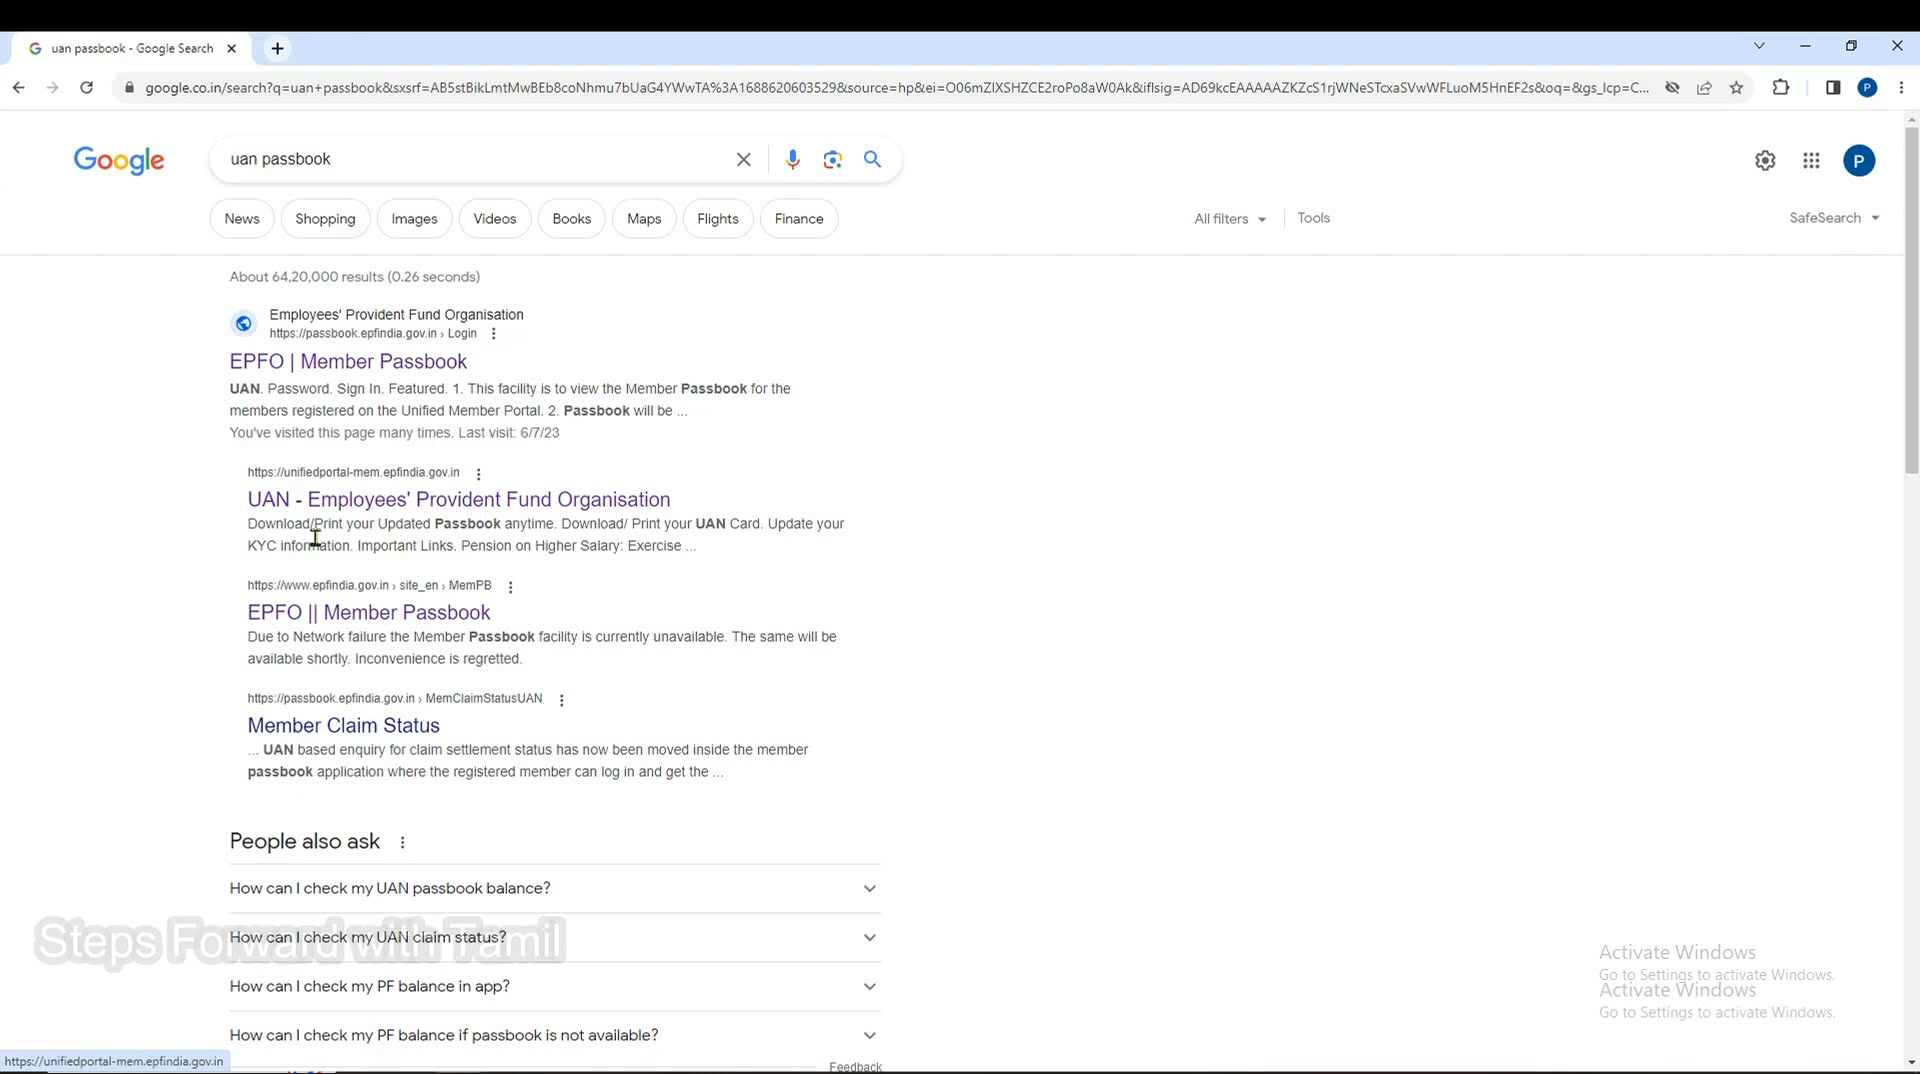 uan passbook - Google Search
google.co.in/search?q=uan+passbook&sxsrf=AB5stBikLmtMwBEb8coNhmu7bUaG4YWwTA%3A1688620603529&source=hp&ei=O06mZIXSHZCE2roPo8aW0Ak&iflsig=AD69kcEAAAAAZKZcS1rjWNeSTcxaSVwWFLuoM5HnEF2s&oq=&gs_lcp=C...
P
Google
uan passbook
P
News
Shopping
Images
Videos
Books
Maps
Flights
Finance
All filters
Tools
SafeSearch
About 64,20,000 results (0.26 seconds)
Employees' Provident Fund Organisation
https://passbook.epfindia.gov.in › Login
EPFO | Member Passbook
UAN. Password. Sign In. Featured. 1. This facility is to view the Member Passbook for the
members registered on the Unified Member Portal. 2. Passbook will be ...
You've visited this page many times. Last visit: 6/7/23
https://unifiedportal-mem.epfindia.gov.in
UAN - Employees' Provident Fund Organisation
Download/Print your Updated Passbook anytime. Download/ Print your UAN Card. Update your
KYC information. Important Links. Pension on Higher Salary: Exercise ...
https://www.epfindia.gov.in › site_en › MemPB
EPFO || Member Passbook
Due to Network failure the Member Passbook facility is currently unavailable. The same will be
available shortly. Inconvenience is regretted.
https://passbook.epfindia.gov.in › MemClaimStatusUAN
Member Claim Status
... UAN based enquiry for claim settlement status has now been moved inside the member
passbook application where the registered member can log in and get the ...
People also ask
How can I check my UAN passbook balance?
How can I check my UAN claim status?
Steps Forward with Tamil
How can I check my PF balance in app?
How can I check my PF balance if passbook is not available?
Feedback
Activate Windows
Go to Settings to activate Windows.
Activate Windows
Go to Settings to activate Windows.
https://unifiedportal-mem.epfindia.gov.in